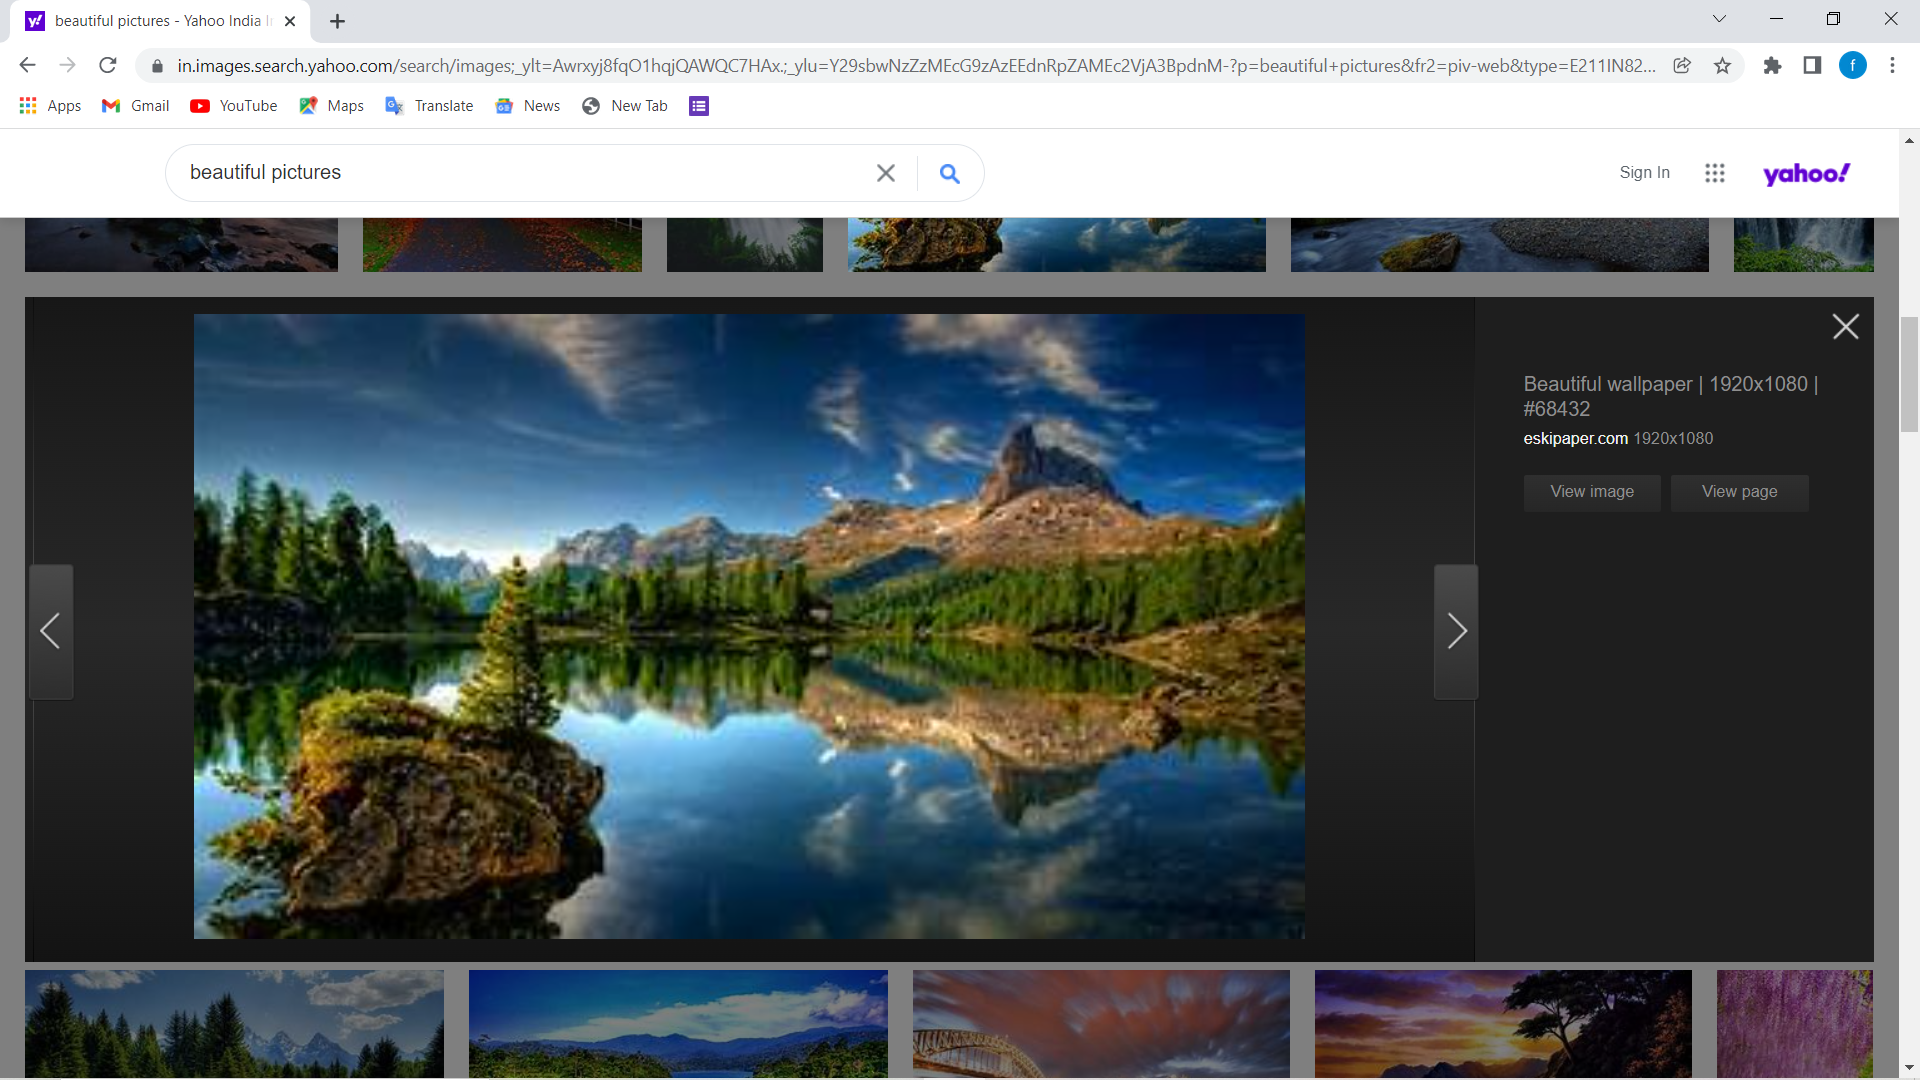 beautiful pictures - Yahoo India I
in.images.search.yahoo.com/search/images;_ylt=Awrxyj8fqO1hqjQAWQC7HAx.;_ylu=Y29sbwNzZzMEcG9zAzEEdnRpZAMEc2VjA3BpdnM-?p=beautiful+pictures&fr2=piv-web&type=E211IN82...
f
Apps
Gmail
YouTube
Maps
Translate
News
New Tab
beautiful pictures
Sign In
yahoo!
Beautiful wallpaper | 1920x1080 |
#68432
eskipaper.com 1920x1080
View image
View page